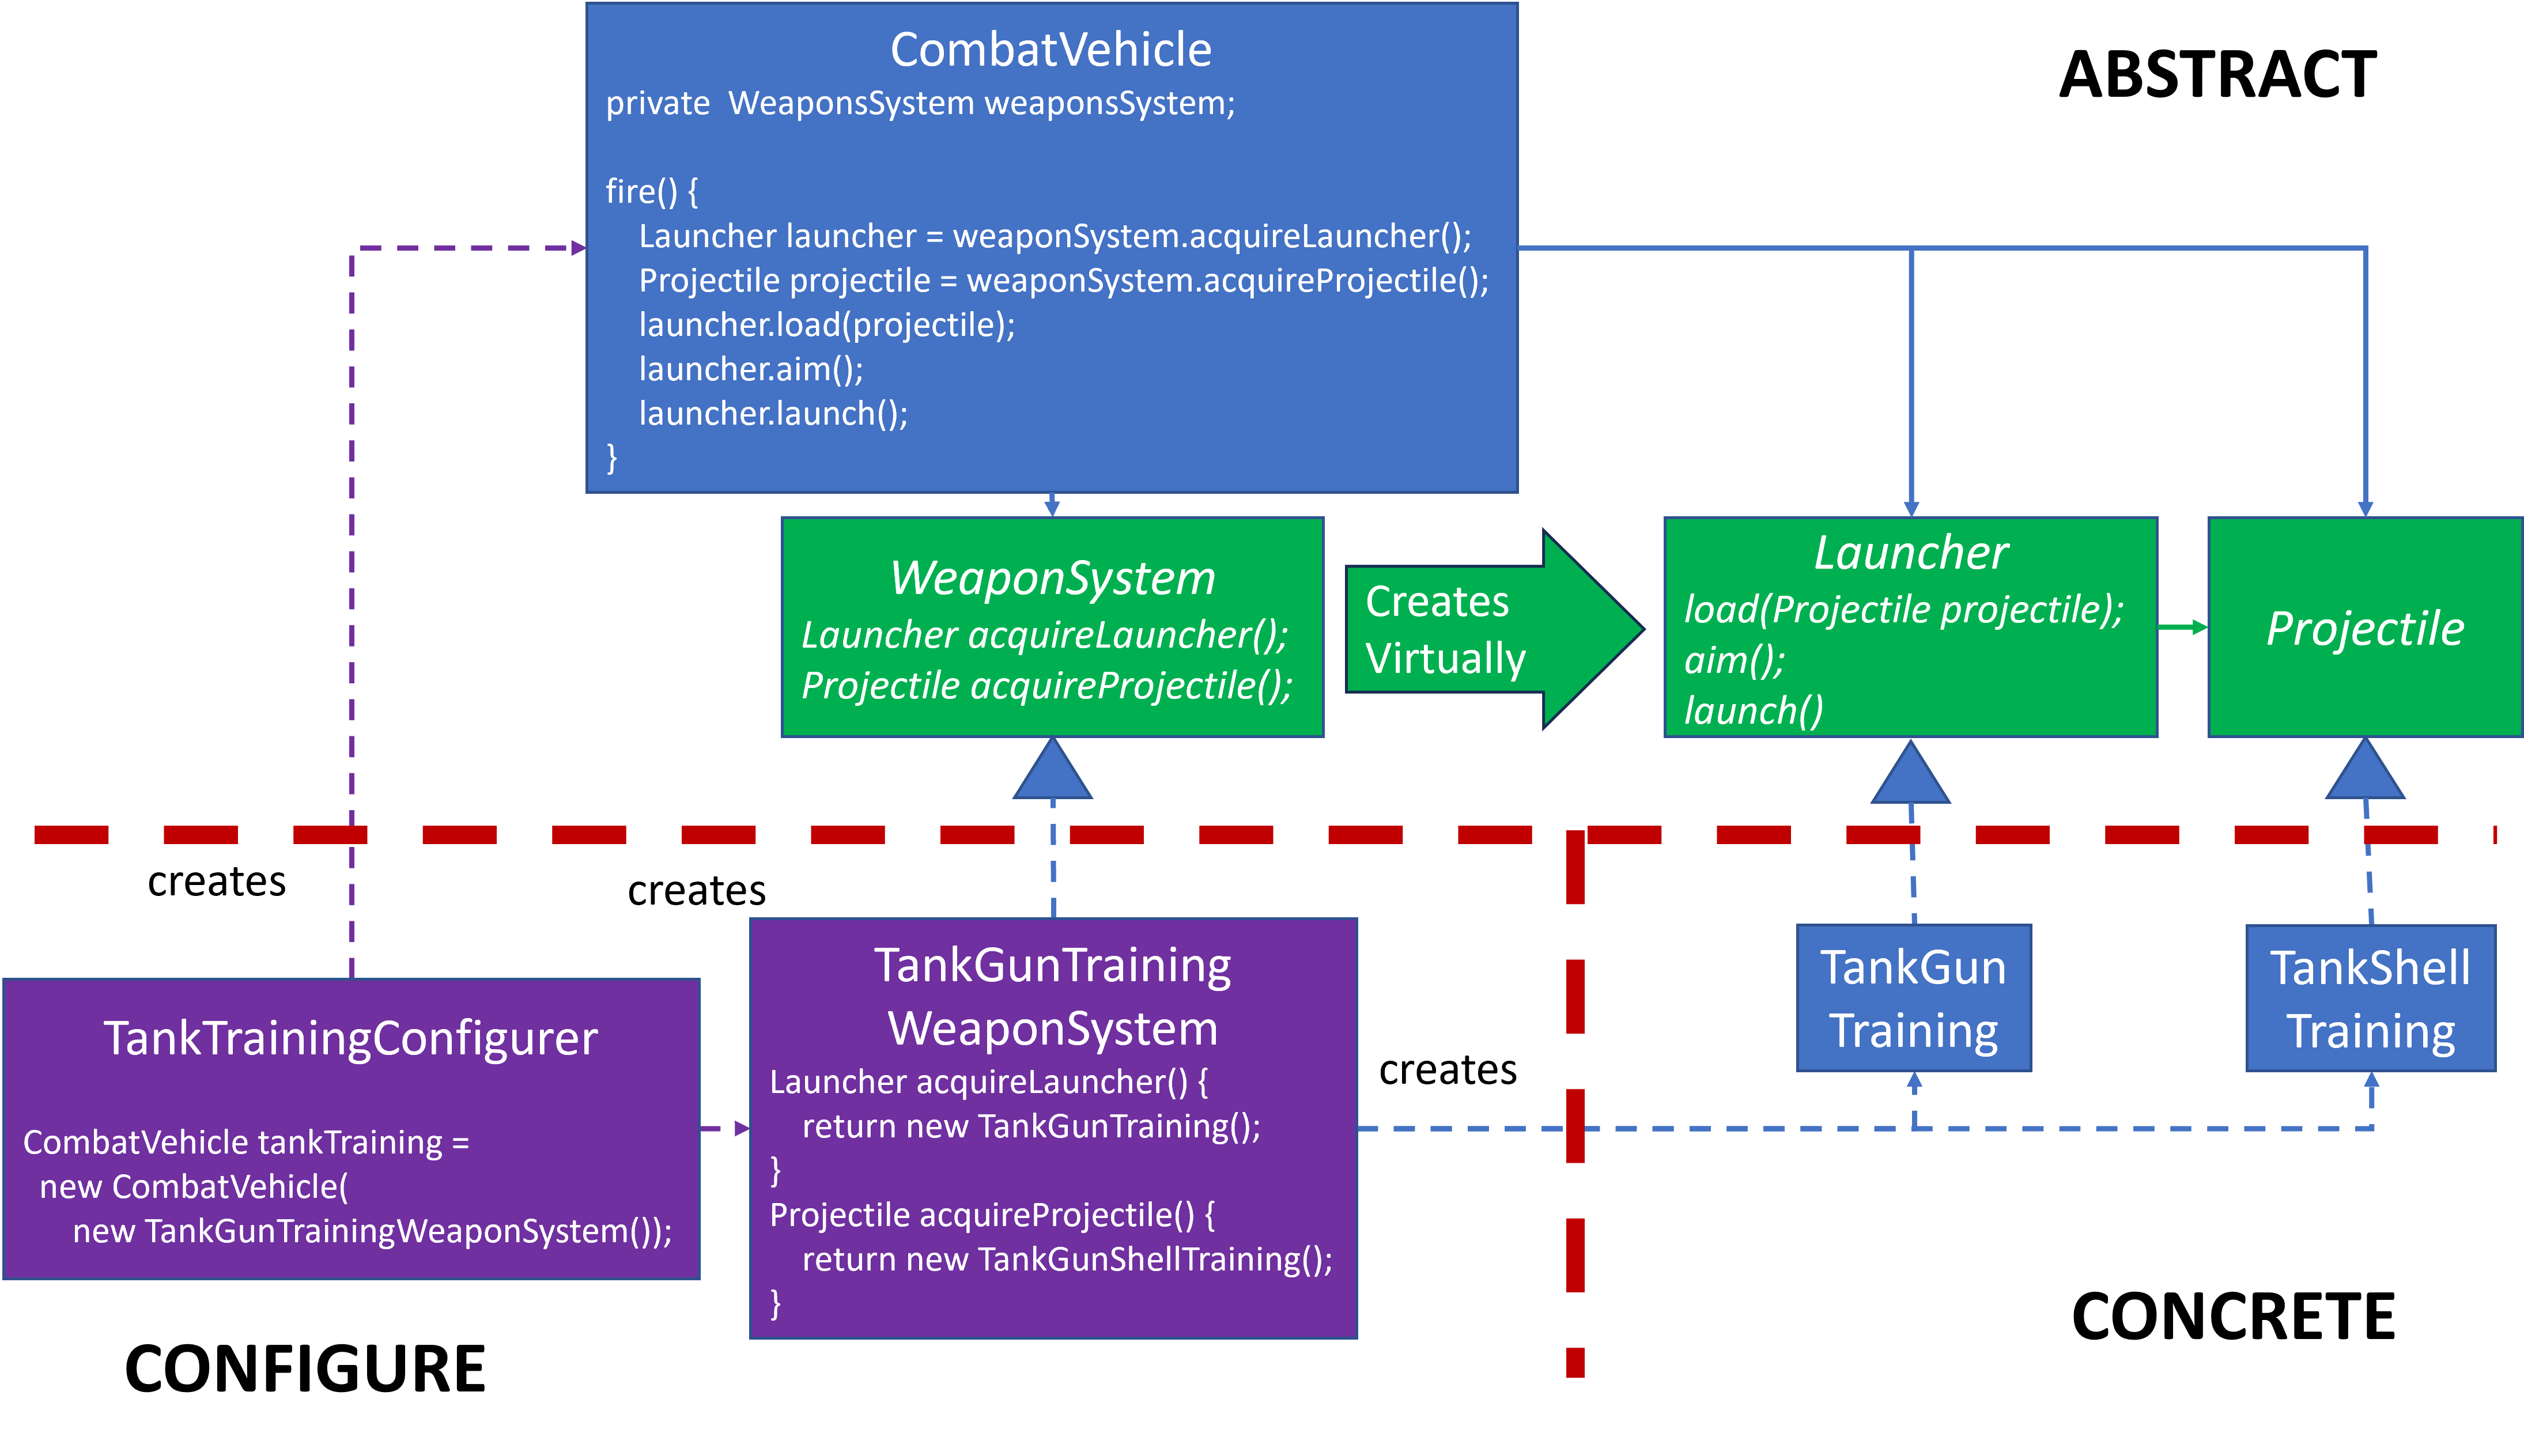 CombatVehicle
private  WeaponsSystem weaponsSystem;
fire() {
Launcher launcher = weaponSystem.acquireLauncher();
Projectile projectile = weaponSystem.acquireProjectile();
launcher.load(projectile);
launcher.aim();
launcher.launch();
}
ABSTRACT
WeaponSystem
Launcher acquireLauncher();
Projectile acquireProjectile();
Creates
Virtually
Launcher
load(Projectile projectile);
aim();
launch()
Projectile
creates
creates
TankTrainingConfigurer
CombatVehicle tankTraining =
new CombatVehicle(
new TankGunTrainingWeaponSystem());
TankGunTraining
WeaponSystem
Launcher acquireLauncher() {
return new TankGunTraining();
}
Projectile acquireProjectile() {
return new TankGunShellTraining();
}
creates
TankGun
Training
TankShell
Training
CONFIGURE
CONCRETE